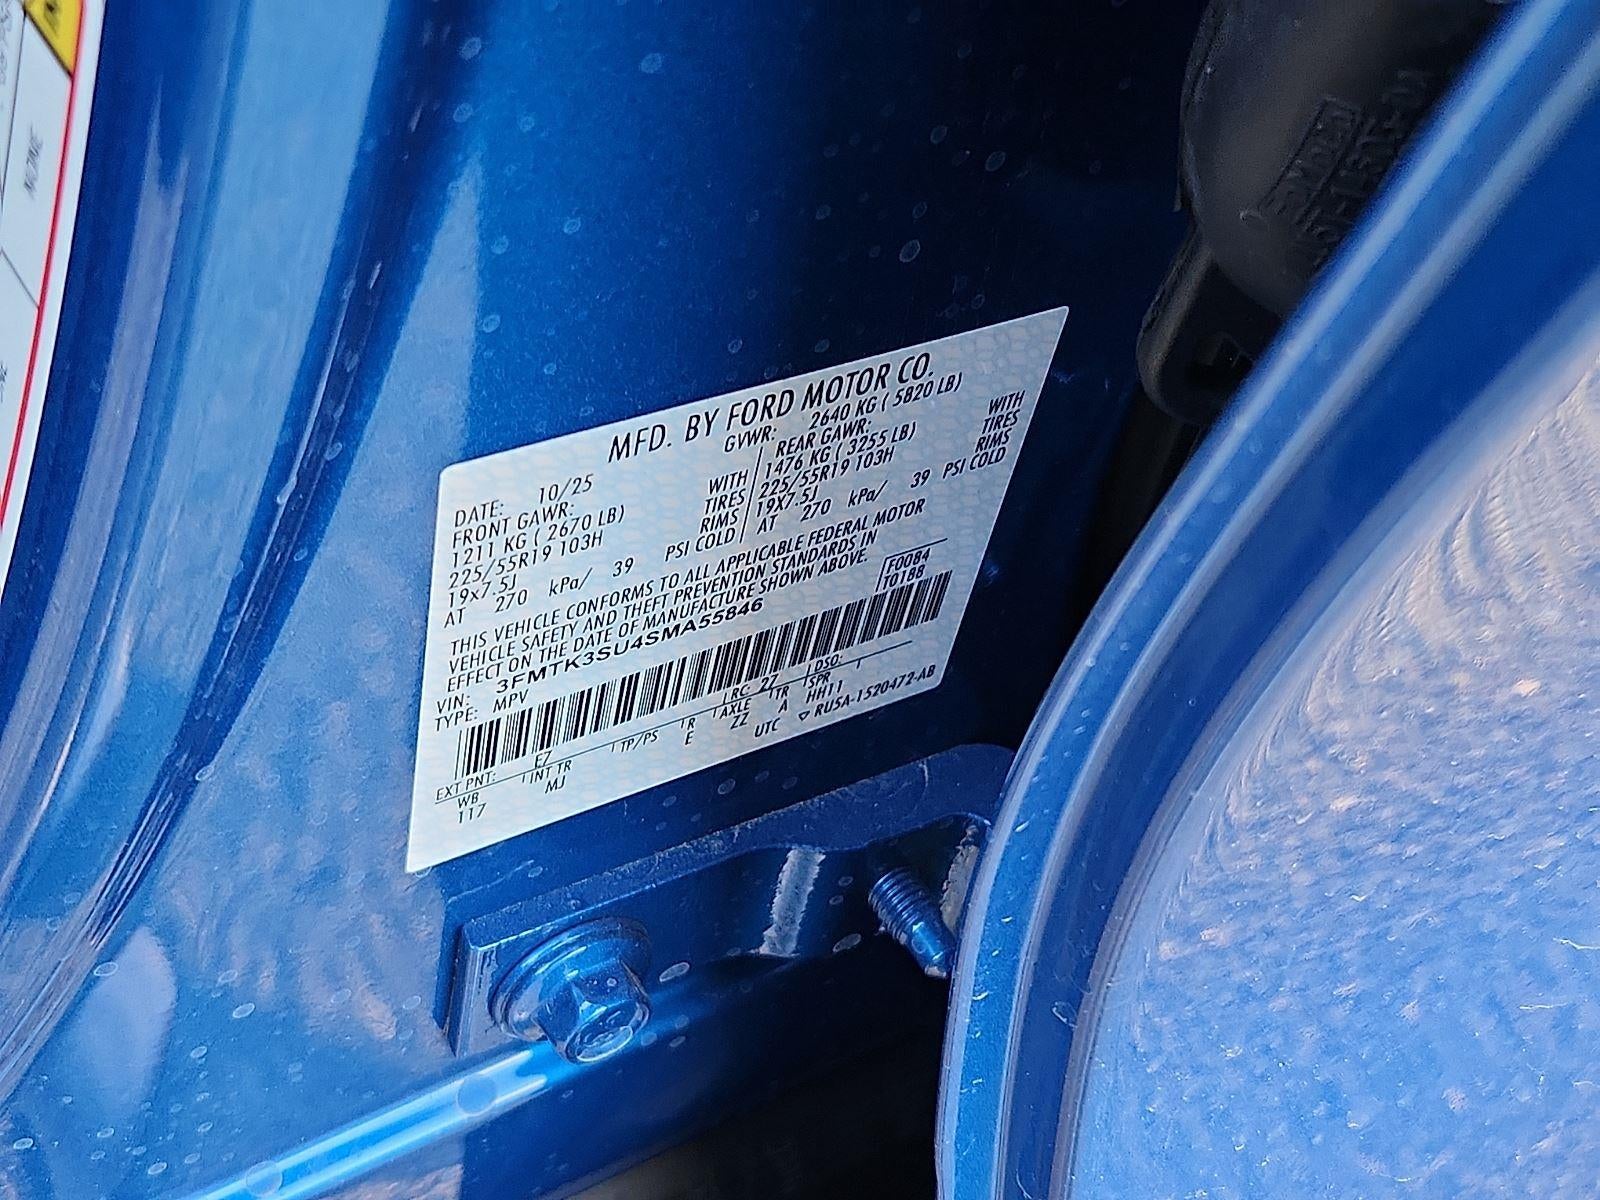 NONE
MFD. BY FORD MOTOR CO.
DATE: 10/25 GVWR: 2640 KG ( 5820 LB)
FRONT GAWR: REAR GAWR:
1211 KG ( 2670 LB) WITH 1476 KG ( 3255 LB) WITH
225/55R19 103H TIRES 225/55R19 103H TIRES
19x7.5J RIMS 19X7.5J RIMS
AT 270 kPa/ 39 PSI COLD AT 270 kPa/ 39 PSI COLD
THIS VEHICLE CONFORMS TO ALL APPLICABLE FEDERAL MOTOR
VEHICLE SAFETY AND THEFT PREVENTION STANDARDS IN
EFFECT ON THE DATE OF MANUFACTURE SHOWN ABOVE.
VIN: 3FMTK3SU4SMA55846 F0084
TYPE: MPV T0188
EXT PNT: E7 RC: 27 DSO:
WB INT TR TP/PS R AXLE TR SPR
117 MJ E ZZ A HH11
UTC ▽ RU5A-1520472-AB